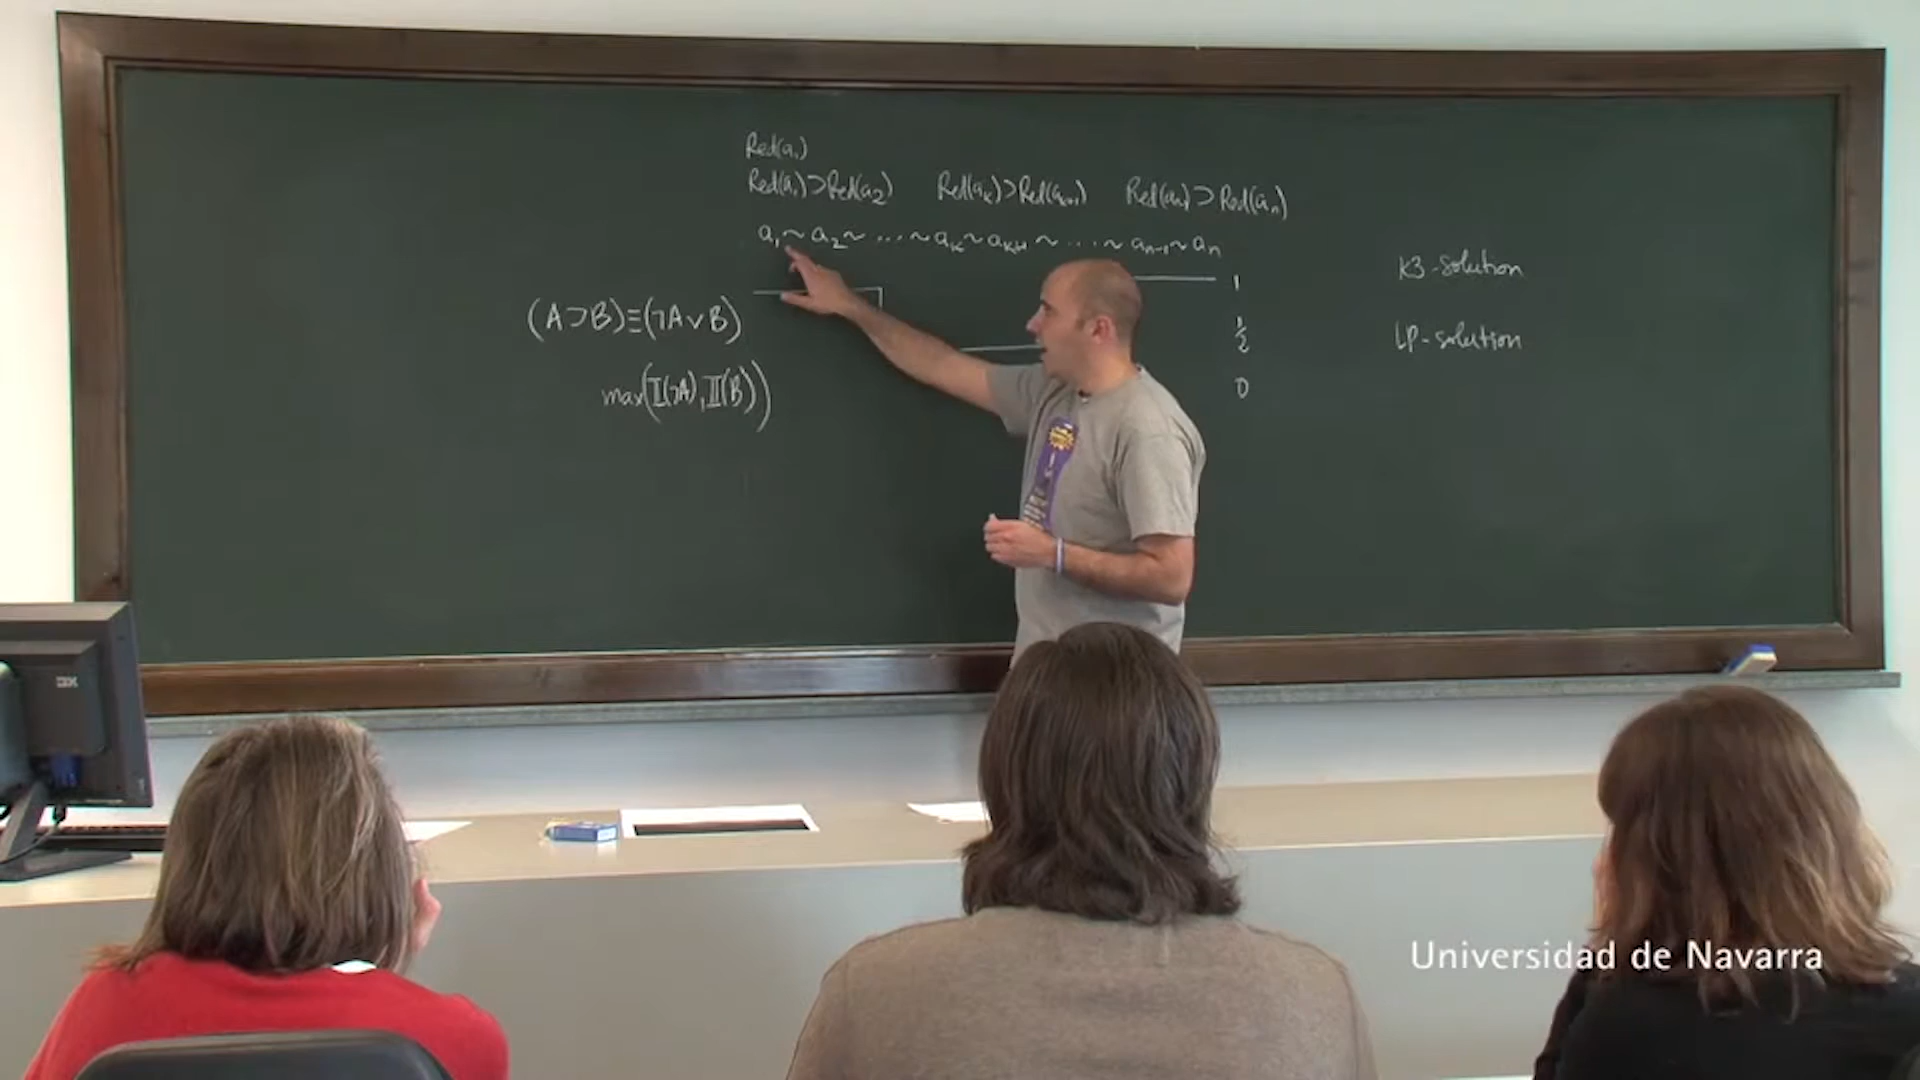 Red(a₁)
Red(a₁)⊃Red(a₂) Red(aₖ)⊃Red(aₖ₊₁) Red(aₙ₋₁)⊃Red(aₙ)
a₁~a₂~...~aₖ~aₖ₊₁~...~aₙ₋₁~aₙ
1
½
0
K3-solution
LP-solution
(A⊃B)≡(¬A∨B)
max(I(¬A), I(B))
IBM
Universidad de Navarra